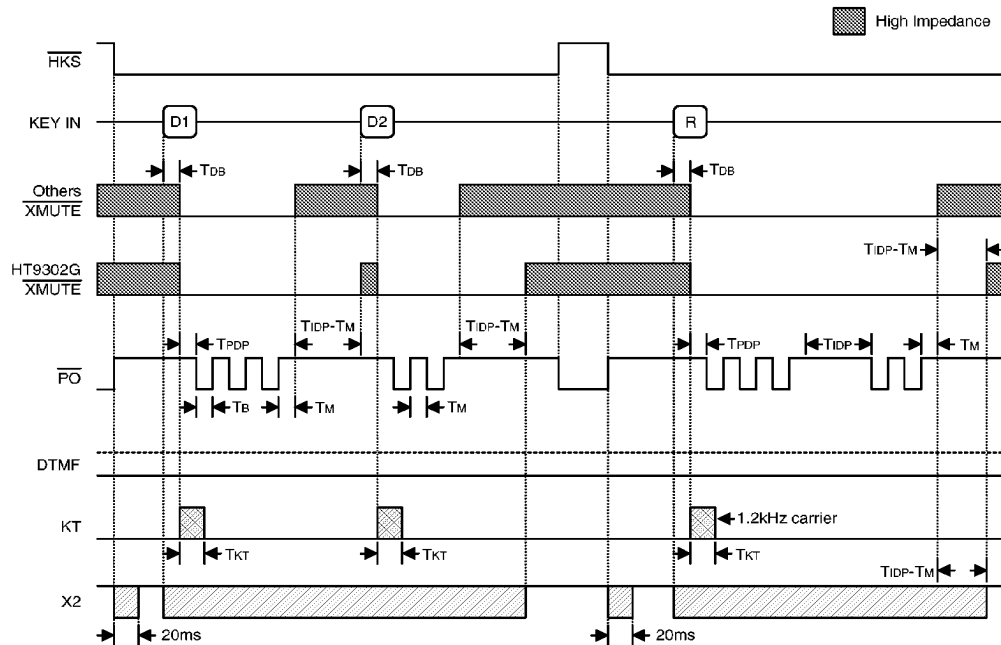 High Impedance
HKS
KEY IN
D1
D2
R
TDB
TDB
TDB
Others
XMUTE
TIDP-TM
HT9302G
XMUTE
TPDP
TIDP-TM
TIDP-TM
TPDP
TIDP
TM
PO
TB
TM
TM
DTMF
KT
1.2kHz carrier
TKT
TKT
TKT
TIDP-TM
X2
20ms
20ms